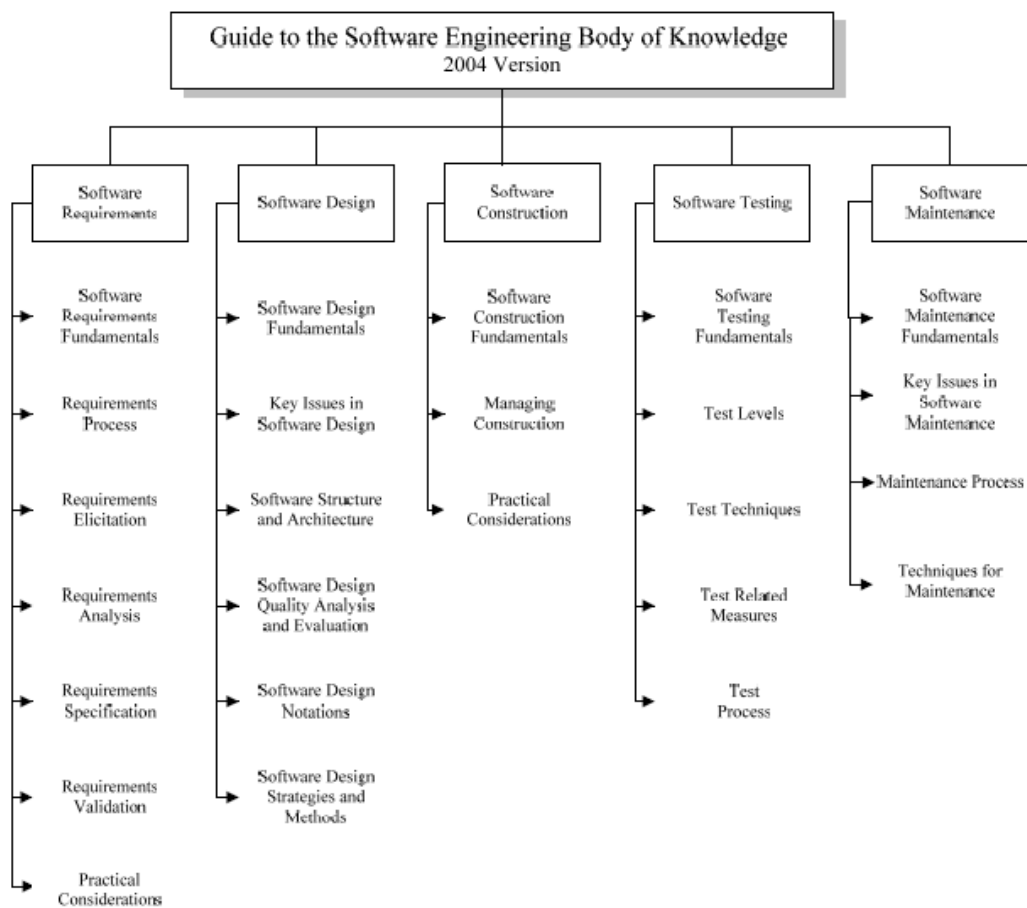 Guide to the Software Engineering Body of Knowledge
2004 Version
Software
Requirements
Software Design
Software
Construction
Software Testing
Software
Maintenance
Software
Requirements
Fundamentals
Requirements
Process
Requirements
Elicitation
Requirements
Analysis
Requirements
Specification
Requirements
Validation
Practical
Considerations
Software Design
Fundamentals
Key Issues in
Software Design
Software Structure
and Architecture
Software Design
Quality Analysis
and Evaluation
Software Design
Notations
Software Design
Strategies and
Methods
Software
Construction
Fundamentals
Managing
Construction
Practical
Considerations
Sofware
Testing
Fundamentals
Test Levels
Test Techniques
Test Related
Measures
Test
Process
Software
Maintenance
Fundamentals
Key Issues in
Software
Maintenance
Maintenance Process
Techniques for
Maintenance